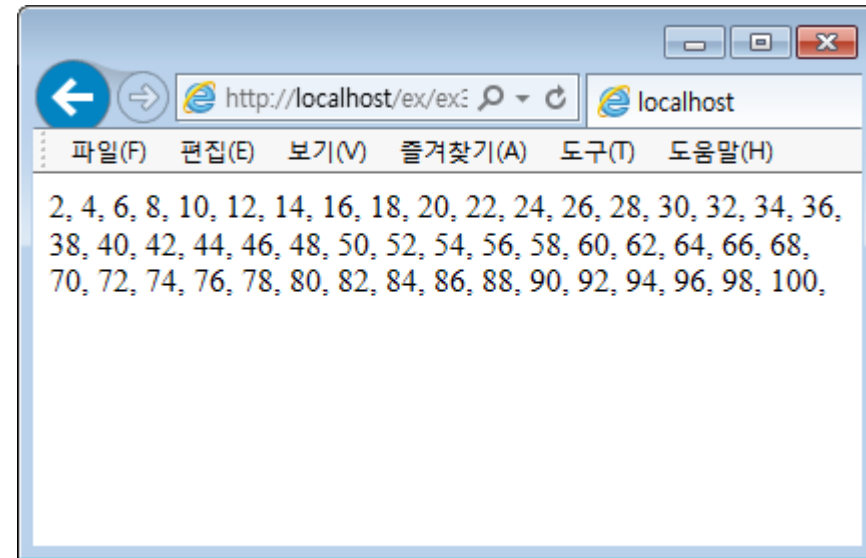 http://localhost/ex/ex3
localhost
파일(F) 편집(E) 보기(V) 즐겨찾기(A) 도구(T) 도움말(H)
2, 4, 6, 8, 10, 12, 14, 16, 18, 20, 22, 24, 26, 28, 30, 32, 34, 36,
38, 40, 42, 44, 46, 48, 50, 52, 54, 56, 58, 60, 62, 64, 66, 68,
70, 72, 74, 76, 78, 80, 82, 84, 86, 88, 90, 92, 94, 96, 98, 100,